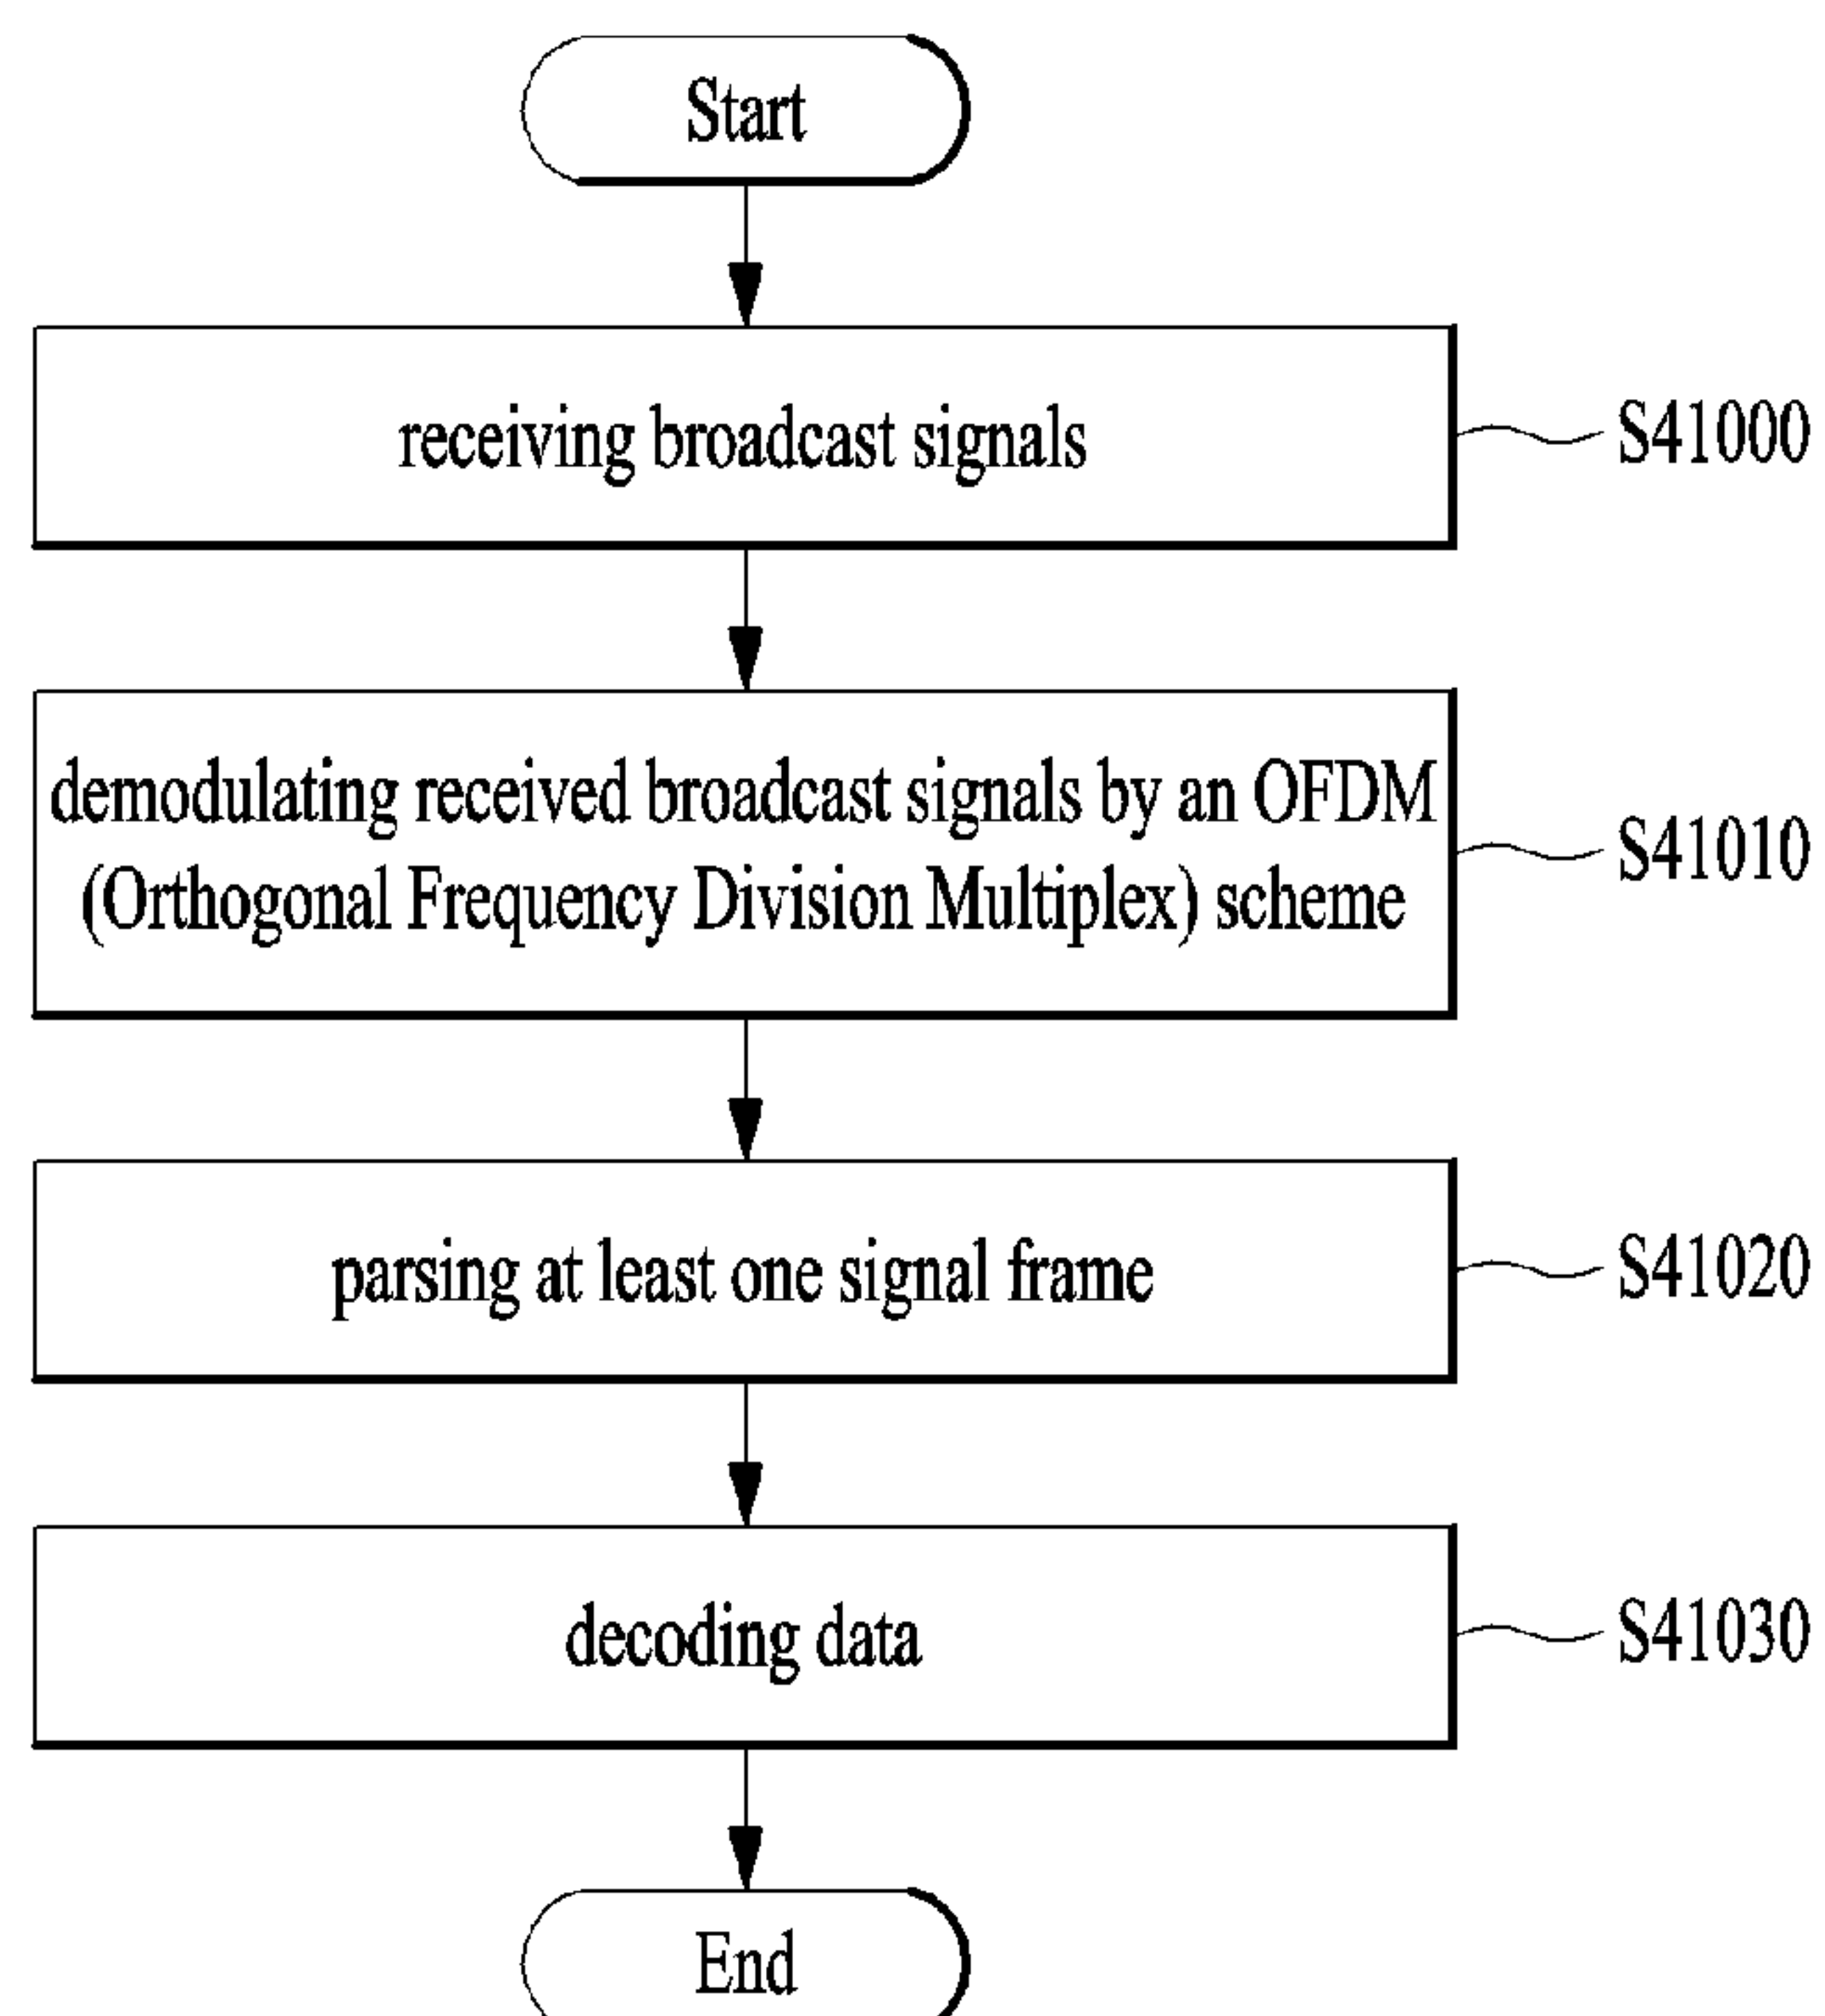 Start
receiving broadcast signals
S41000
demodulating received broadcast signals by an OFDM
(Orthogonal Frequency Division Multiplex) scheme
S41010
parsing at least one signal frame
S41020
decoding data
S41030
End